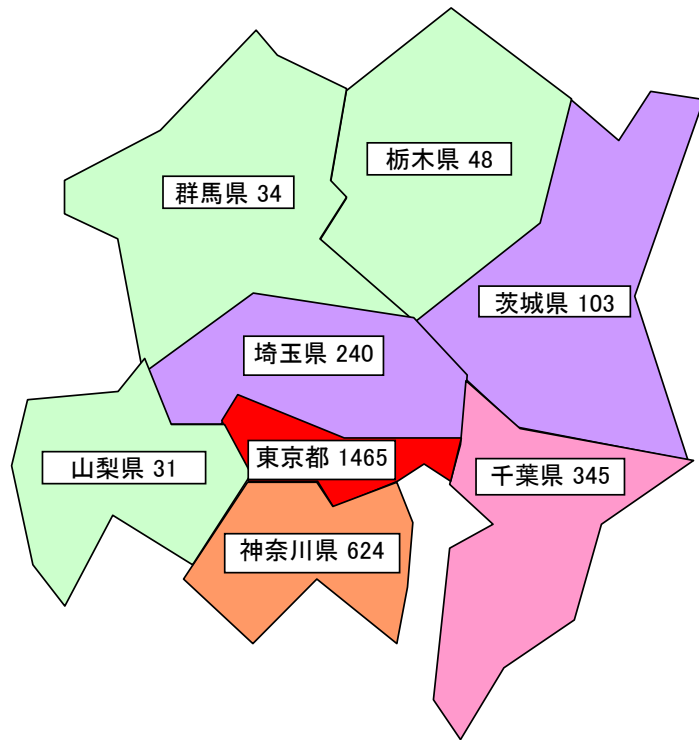 栃木県 48
群馬県 34
茨城県 103
埼玉県 240
東京都 1465
山梨県 31
千葉県 345
神奈川県 624